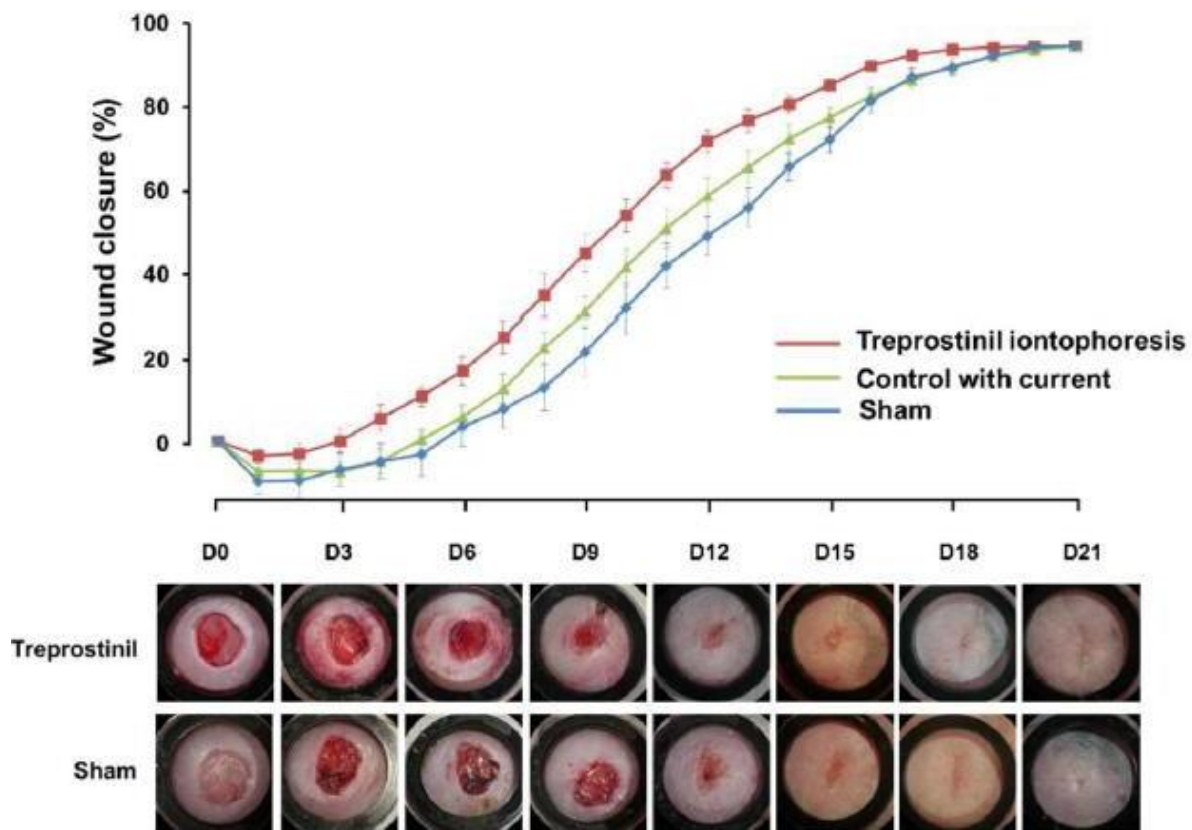 100
80
60
40
20
0
Wound closure (%)
Treprostinil iontophoresis
Control with current
Sham
D0 D3 D6 D9 D12 D15 D18 D21
Treprostinil
Sham